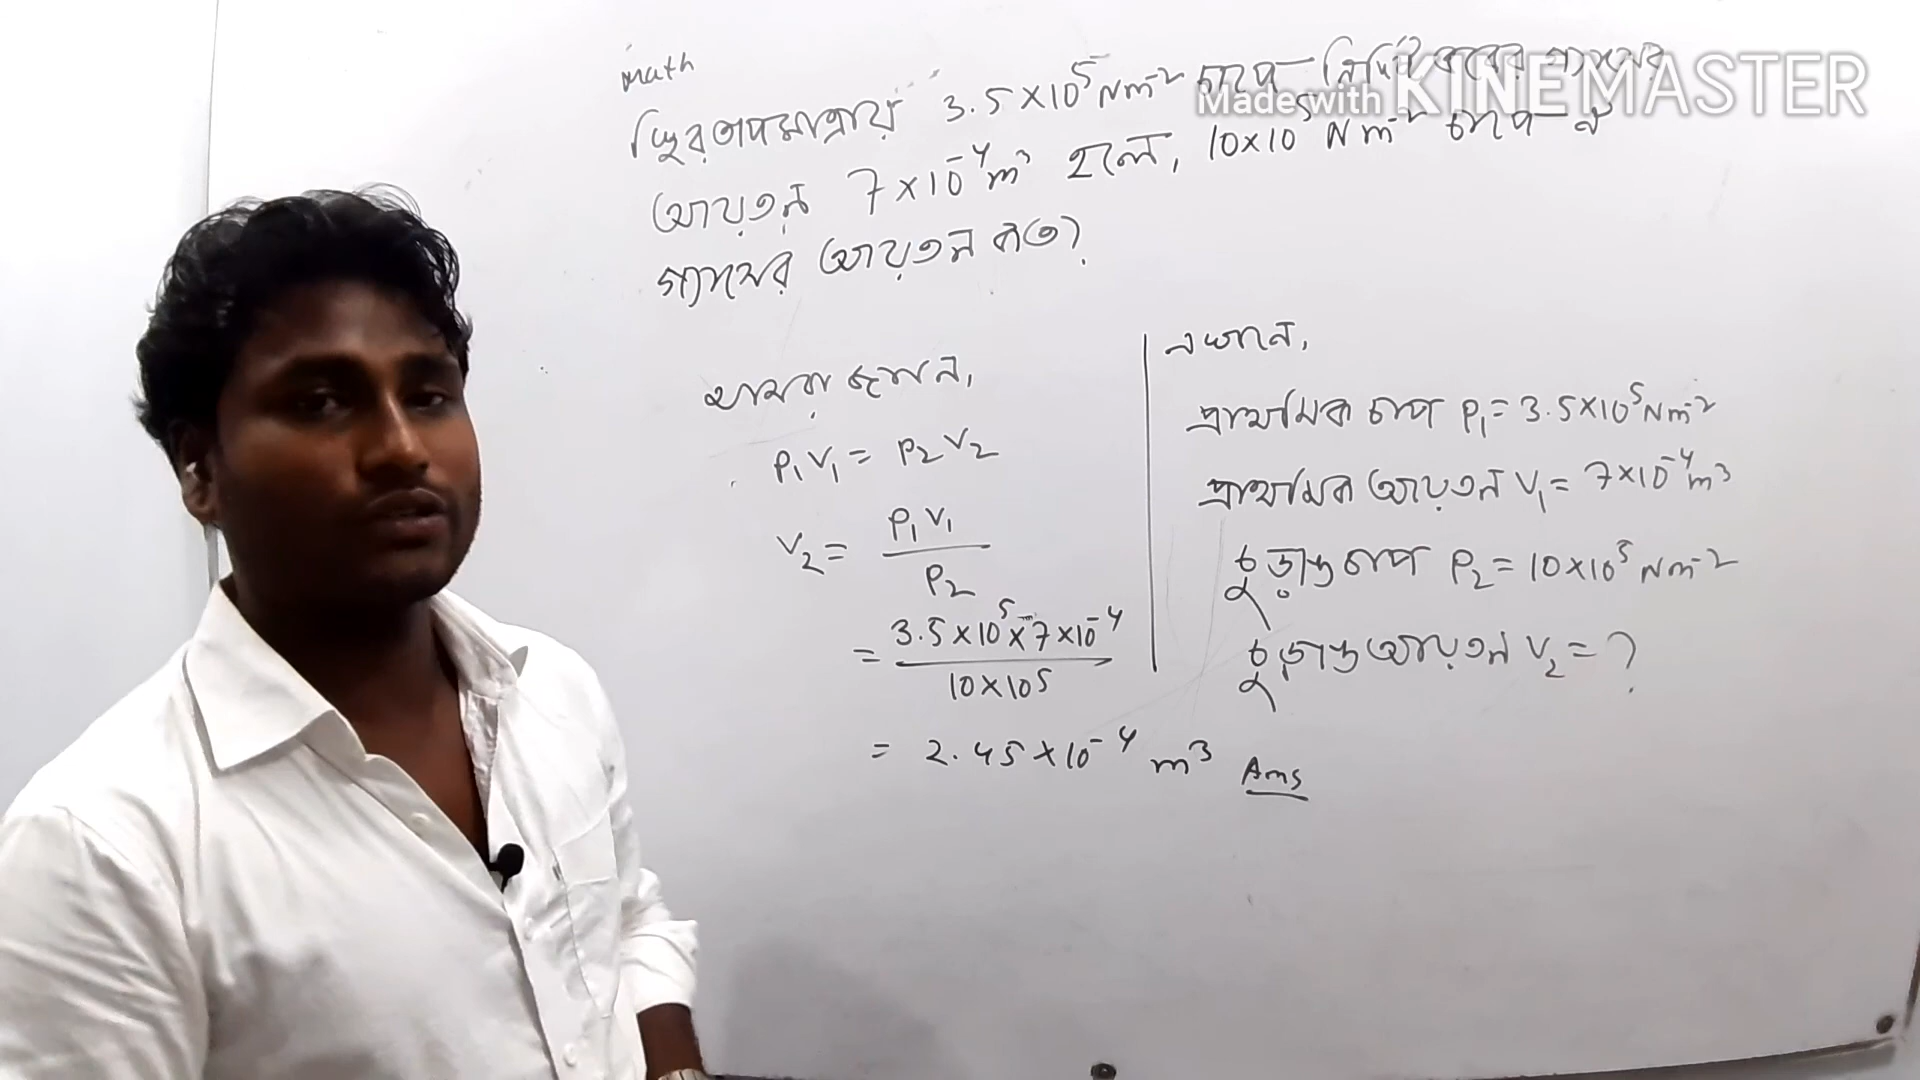 math
স্থির তাপমাত্রায় 3.5×10⁵ Nm⁻² চাপে নির্দিষ্ট ভরের গ্যাসের
Made with KINEMASTER
আয়তন 7×10⁻⁴ m³ হলে, 10×10⁵ Nm⁻² চাপে ঐ
গ্যাসের আয়তন কত?
আমরা জানি,
P₁V₁ = P₂V₂
V₂ = P₁V₁ / P₂
= 3.5×10⁵×7×10⁻⁴ / 10×10⁵
= 2.45×10⁻⁴ m³ Ans
এখানে,
প্রাথমিক চাপ P₁ = 3.5×10⁵ Nm⁻²
প্রাথমিক আয়তন V₁ = 7×10⁻⁴ m³
চূড়ান্ত চাপ P₂ = 10×10⁵ Nm⁻²
চূড়ান্ত আয়তন V₂ = ?